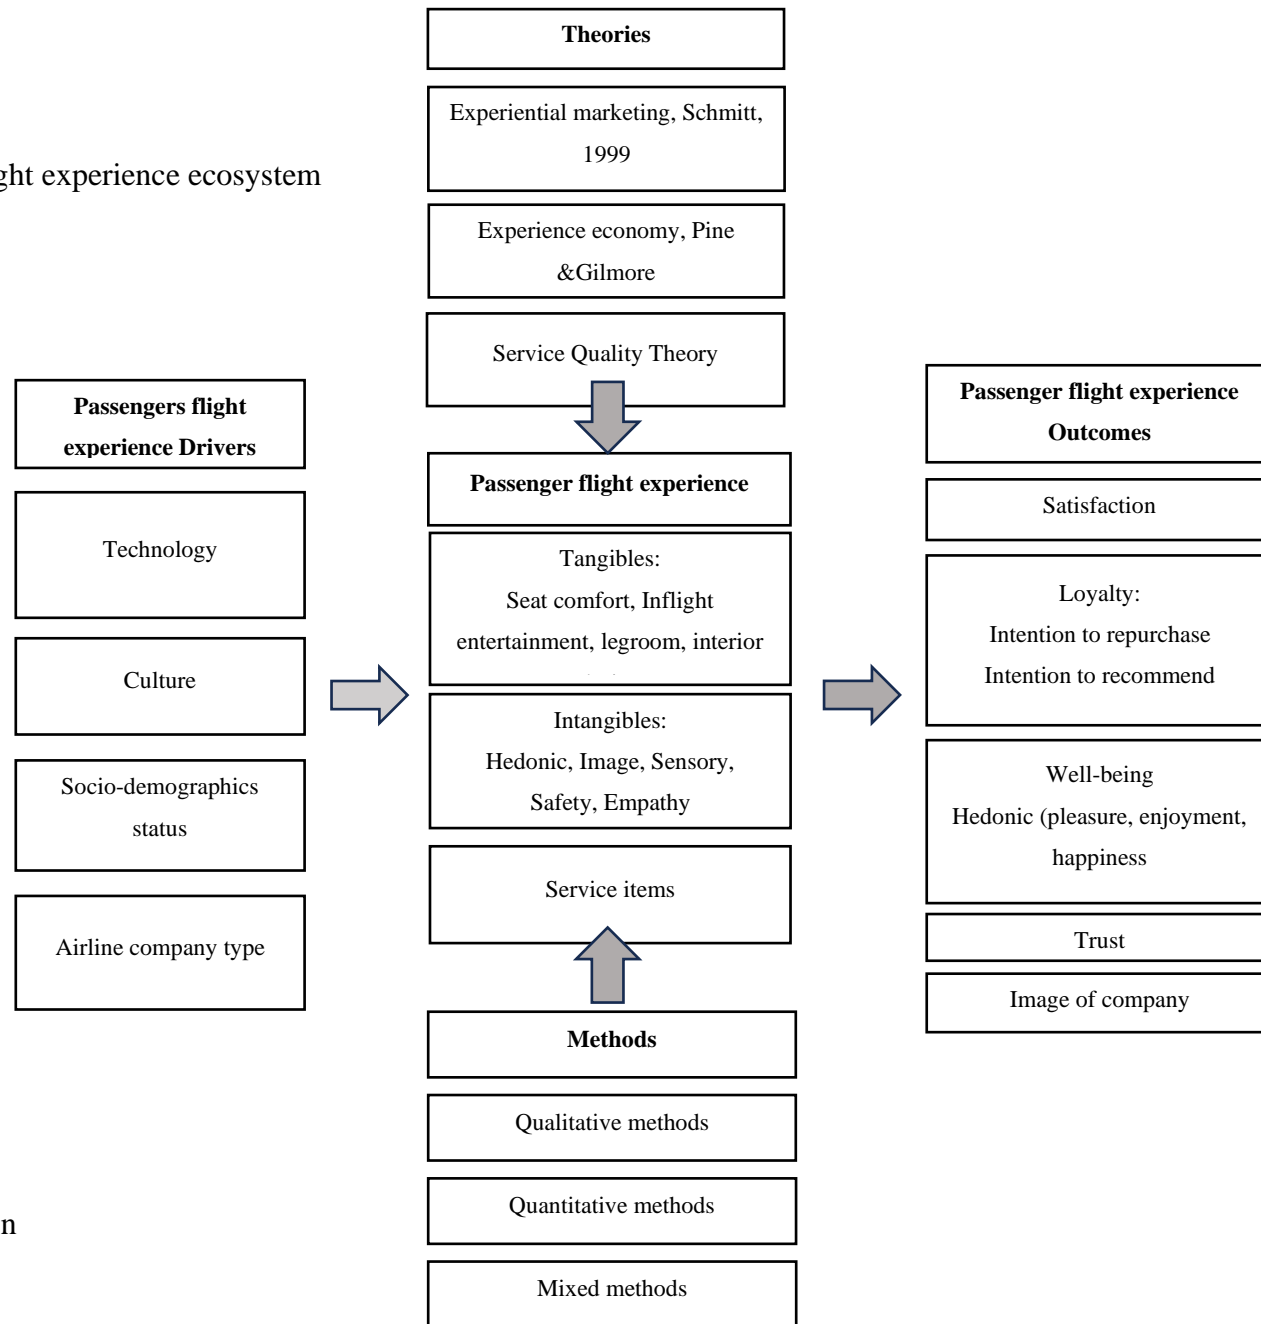 Theories
Experiential marketing, Schmitt,
1999
ght experience ecosystem
Experience economy, Pine
&Gilmore
Service Quality Theory
Passengers flight
experience Drivers
Technology
Culture
Socio-demographics
status
Airline company type
Passenger flight experience
Tangibles:
Seat comfort, Inflight
entertainment, legroom, interior
Intangibles:
Hedonic, Image, Sensory,
Safety, Empathy
Service items
Passenger flight experience
Outcomes
Satisfaction
Loyalty:
Intention to repurchase
Intention to recommend
Well-being
Hedonic (pleasure, enjoyment,
happiness
Trust
Image of company
Methods
Qualitative methods
Quantitative methods
Mixed methods
n